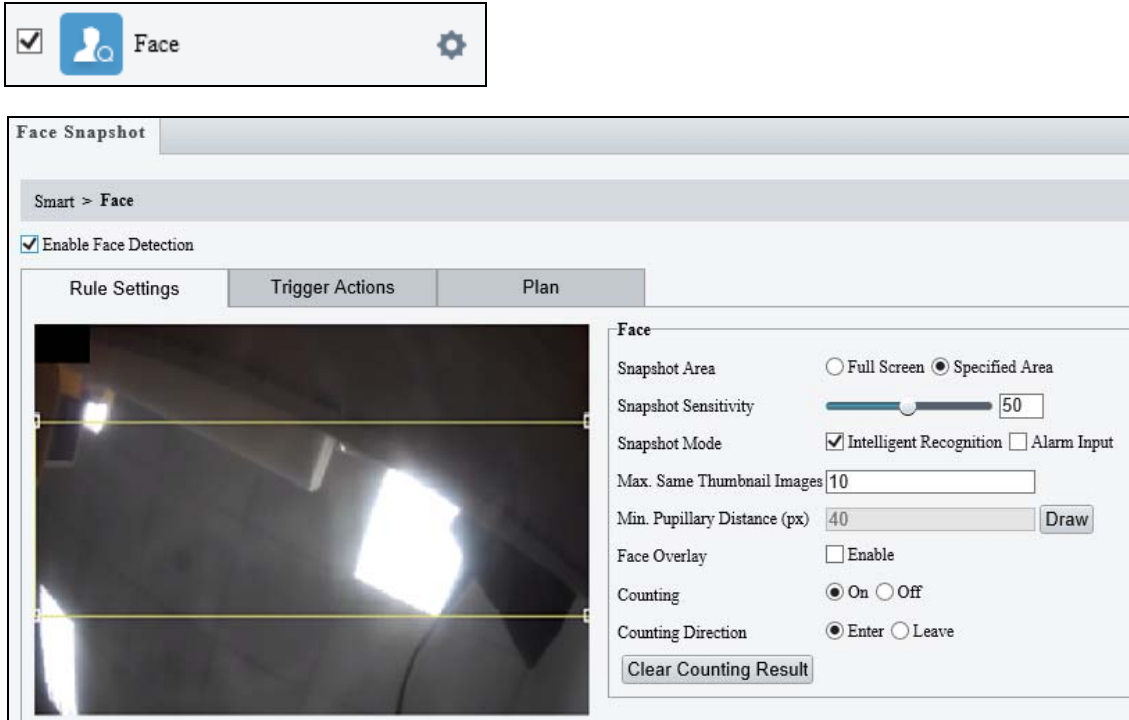 Face
Face Snapshot
Smart > Face
Enable Face Detection
Rule Settings Trigger Actions Plan
Face
Snapshot Area Full Screen Specified Area
Snapshot Sensitivity 50
Snapshot Mode Intelligent Recognition Alarm Input
Max. Same Thumbnail Images 10
Min. Pupillary Distance (px) 40 Draw
Face Overlay Enable
Counting On Off
Counting Direction Enter Leave
Clear Counting Result